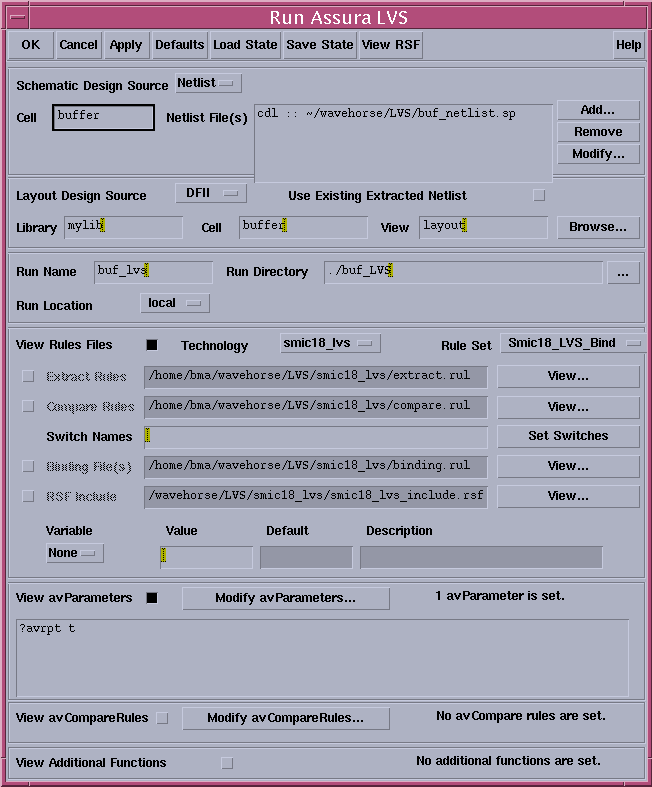 Run Assura LVS
OK Cancel Apply Defaults Load State Save State View RSF Help
Schematic Design Source Netlist
Cell buffer Netlist File(s) cdl :: ~/wavehorse/LVS/buf_netlist.sp Add...
Remove
Modify...
Layout Design Source DFII Use Existing Extracted Netlist
Library mylib Cell buffer View layout Browse...
Run Name buf_lvs Run Directory ./buf_LVS ...
Run Location local
View Rules Files Technology smic18_lvs Rule Set Smic18_LVS_Bind
Extract Rules /home/bma/wavehorse/LVS/smic18_lvs/extract.rul View...
Compare Rules /home/bma/wavehorse/LVS/smic18_lvs/compare.rul View...
Switch Names Set Switches
Binding File(s) /home/bma/wavehorse/LVS/smic18_lvs/binding.rul View...
RSF Include /wavehorse/LVS/smic18_lvs/smic18_lvs_include.rsf View...
Variable Value Default Description
None
View avParameters Modify avParameters... 1 avParameter is set.
?avrpt t
View avCompareRules Modify avCompareRules... No avCompare rules are set.
View Additional Functions No additional functions are set.